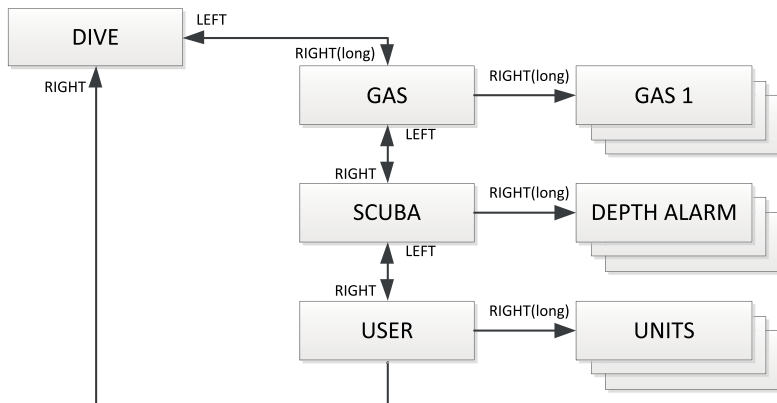 LEFT
DIVE
RIGHT(long)
RIGHT
RIGHT(long)
GAS
GAS 1
LEFT
RIGHT
RIGHT(long)
SCUBA
DEPTH ALARM
LEFT
RIGHT
RIGHT(long)
USER
UNITS